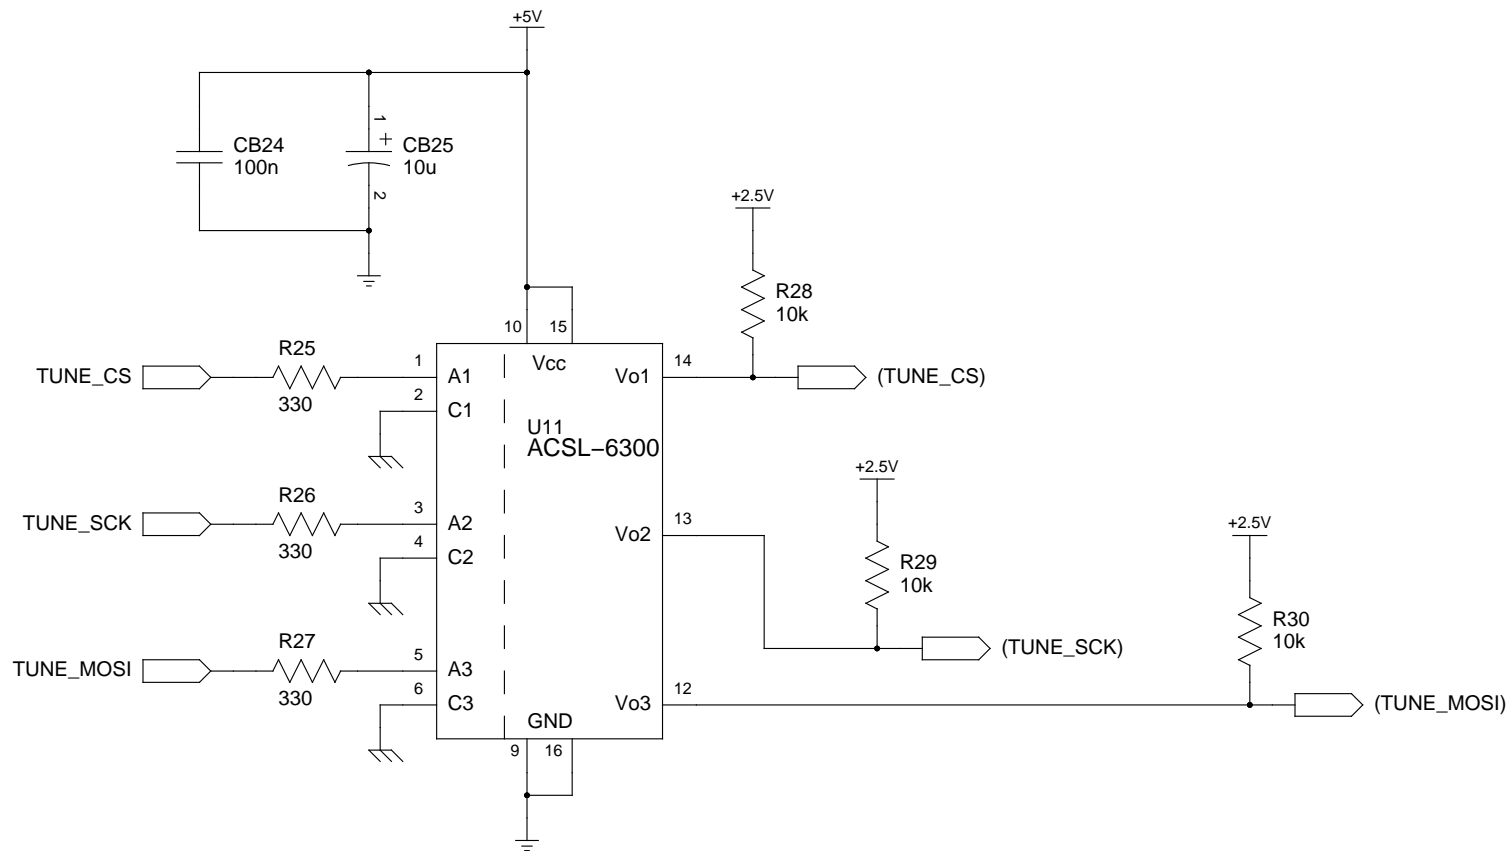 +5V
CB24
100n
1
+
CB25
10u
2
+2.5V
R28
10k
10
15
R25
330
TUNE_CS
1
A1
Vcc
Vo1
14
(TUNE_CS)
2
C1
U11
ACSL–6300
+2.5V
R26
330
TUNE_SCK
3
A2
4
C2
Vo2
13
R29
10k
+2.5V
R30
10k
(TUNE_SCK)
R27
330
TUNE_MOSI
5
A3
6
C3
Vo3
12
(TUNE_MOSI)
GND
9
16